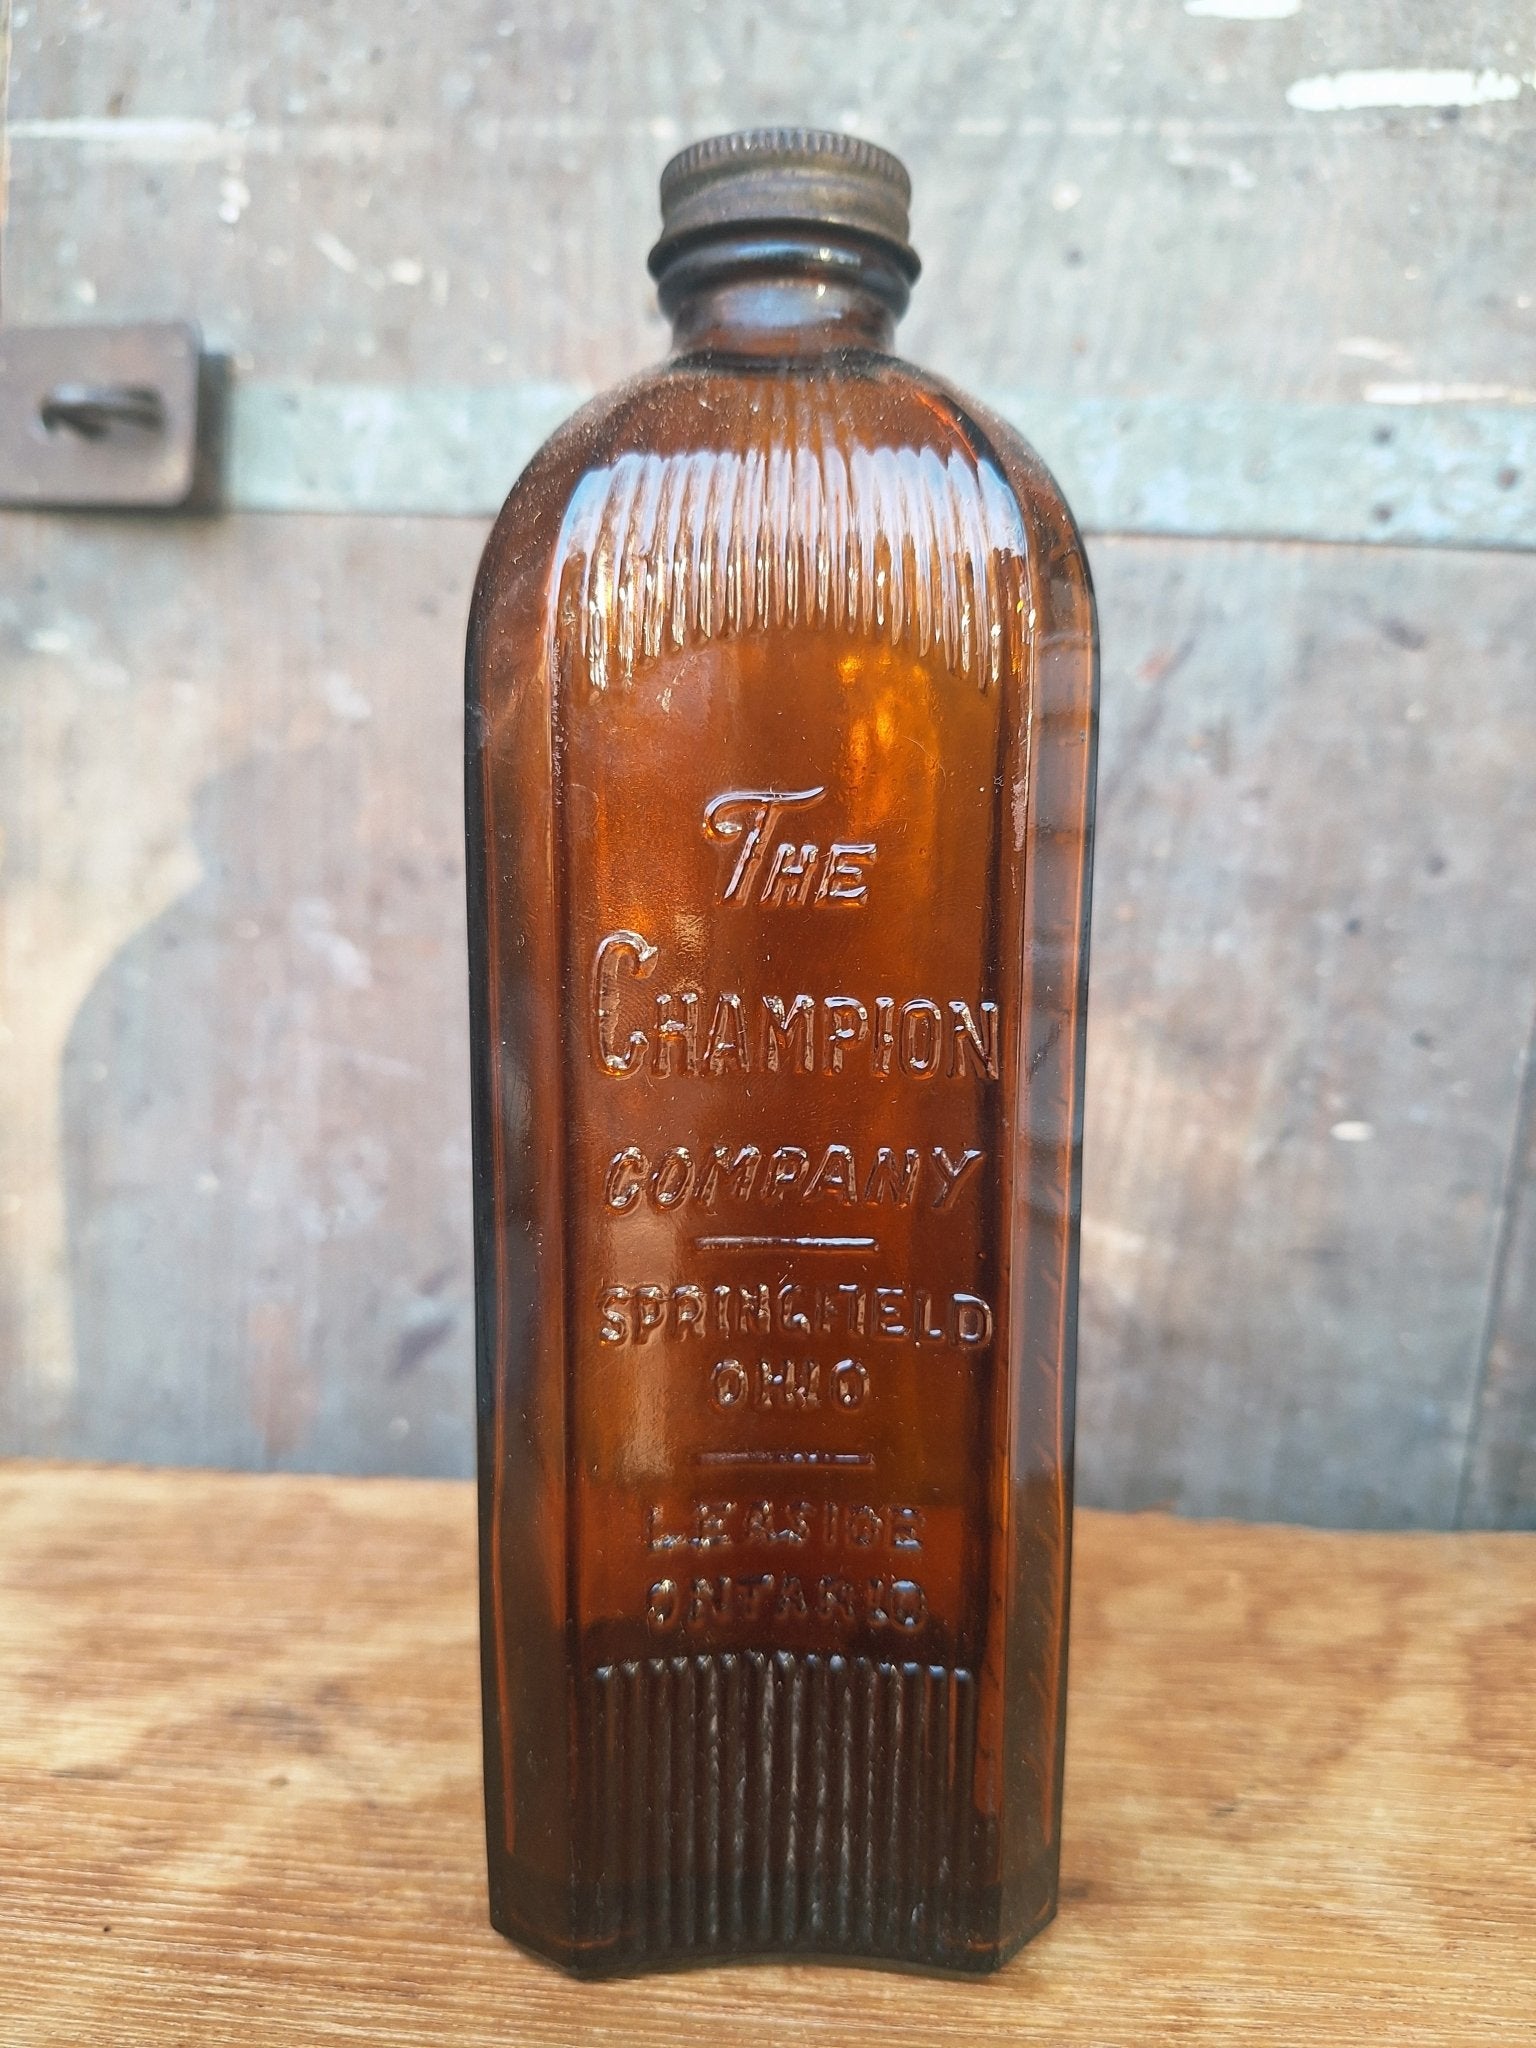 THE
CHAMPION
COMPANY
SPRINGFIELD
OHIO
LEASIDE
ONTARIO